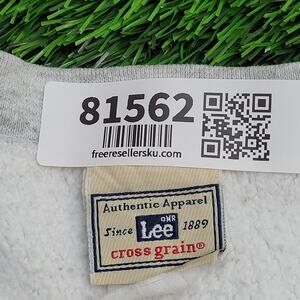 81562
freeresellersku.com
Authentic Apparel
Since Lee 1889
cross grain®